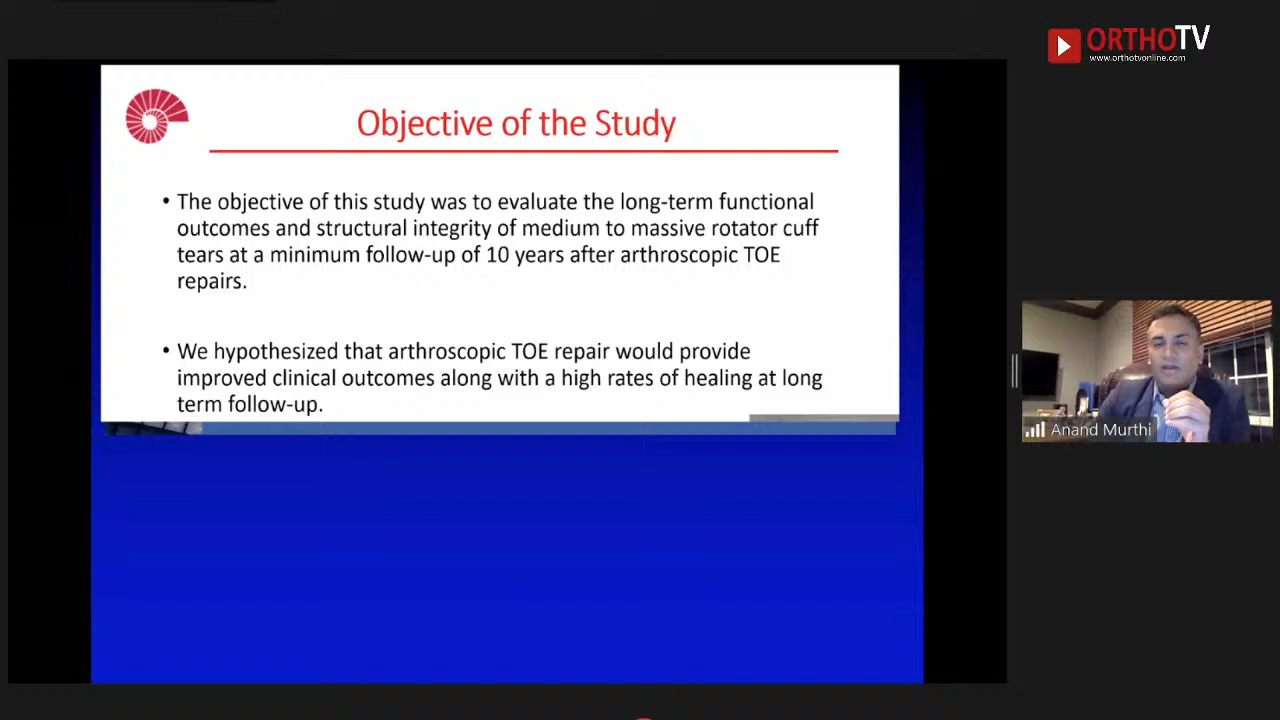 ORTHOTV
www.orthotvonline.com
Objective of the Study
• The objective of this study was to evaluate the long-term functional
outcomes and structural integrity of medium to massive rotator cuff
tears at a minimum follow-up of 10 years after arthroscopic TOE
repairs.
• We hypothesized that arthroscopic TOE repair would provide
improved clinical outcomes along with a high rates of healing at long
term follow-up.
Anand Murthi